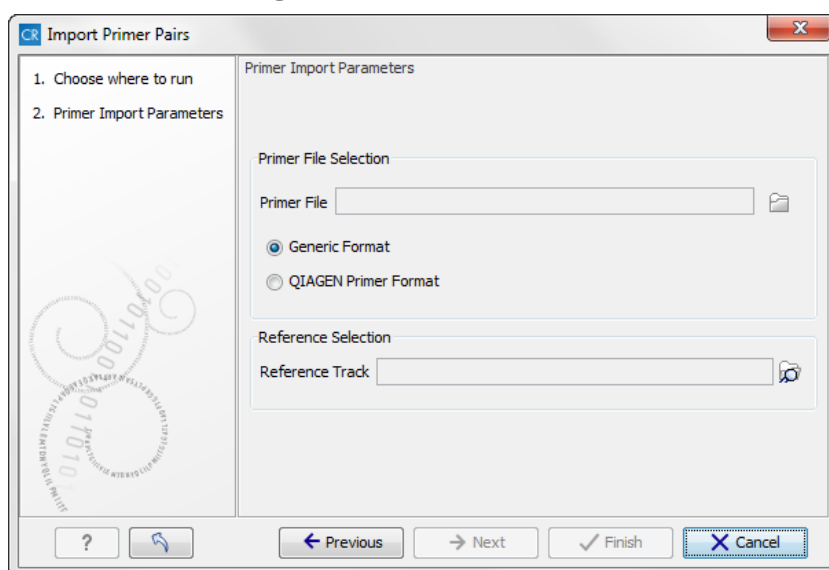 CR Import Primer Pairs
X
1. Choose where to run
2. Primer Import Parameters
Primer Import Parameters
Primer File Selection
Primer File
Generic Format
QIAGEN Primer Format
Reference Selection
Reference Track
? Previous Next Finish Cancel